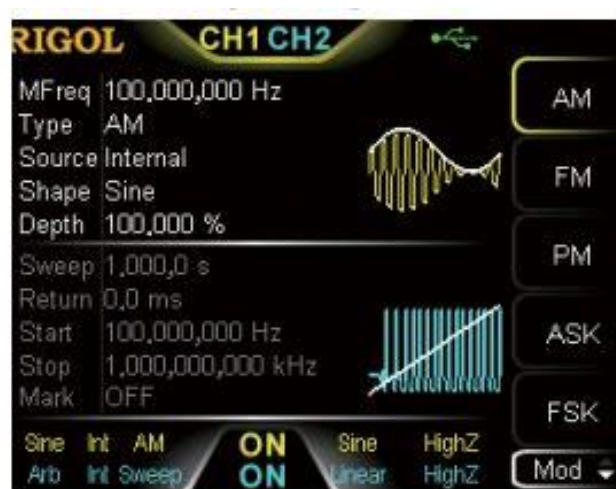 RIGOL CH1 CH2
MFreq 100,000,000 Hz
Type AM
Source Internal
Shape Sine
Depth 100,000 %
Sweep 1,000,0 s
Return 0,0 ms
Start 100,000,000 Hz
Stop 1,000,000,000 kHz
Mark OFF
Sine Int AM ON Sine HighZ
Arb Int Sweep ON Linear HighZ
AM
FM
PM
ASK
FSK
Mod